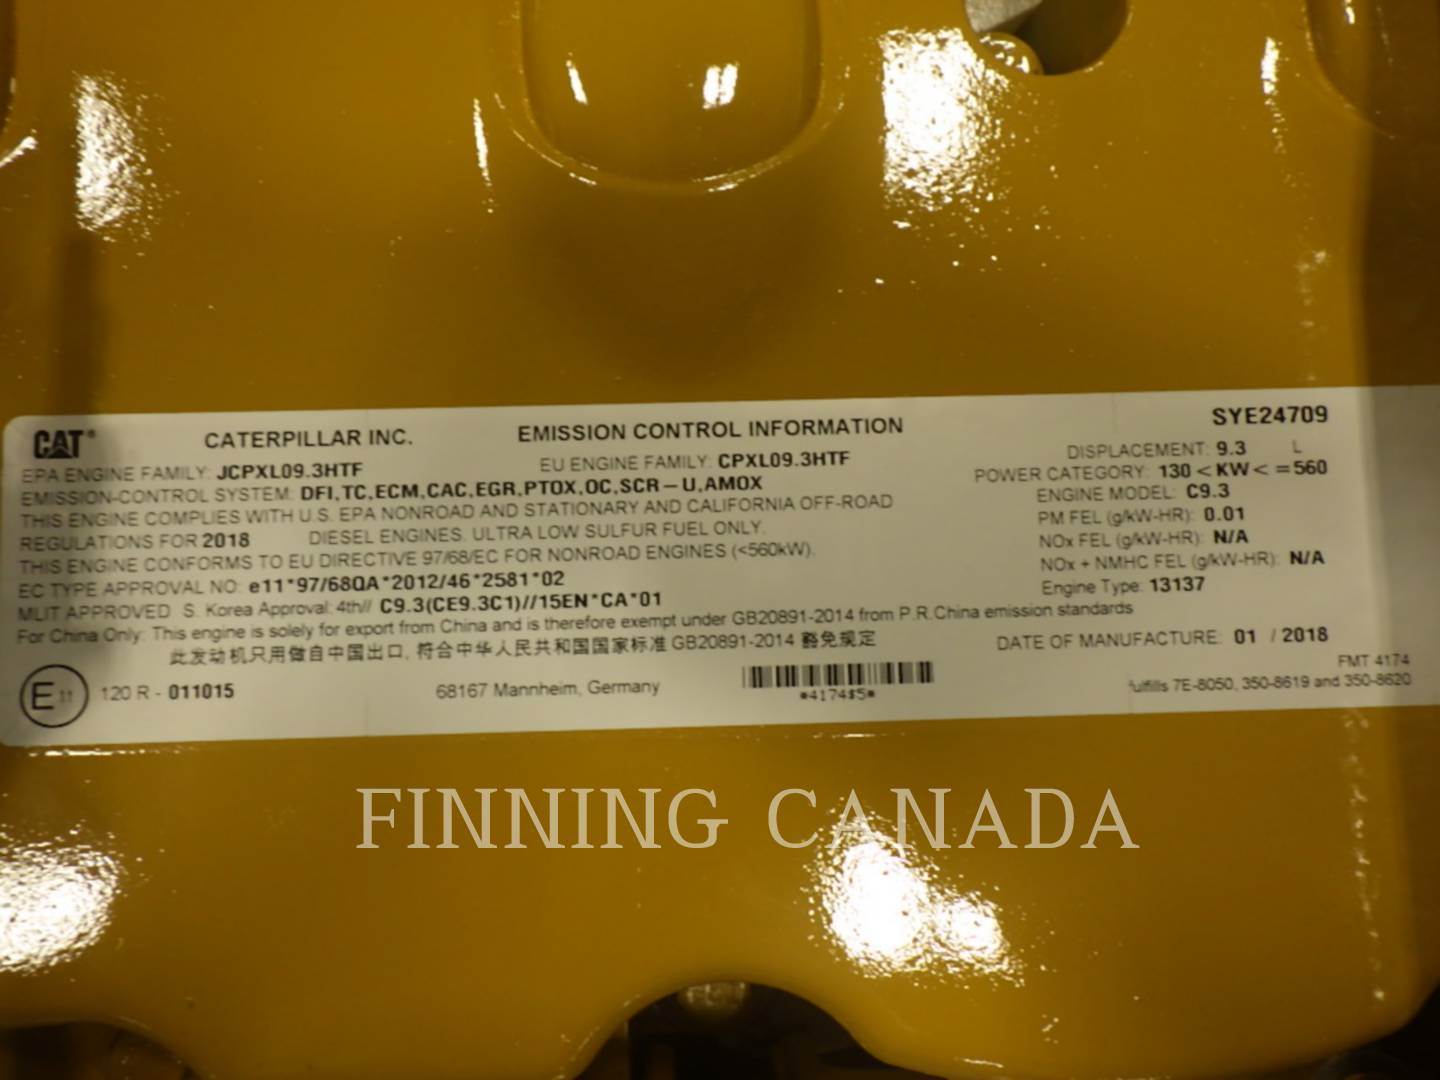 CAT® CATERPILLAR INC. EMISSION CONTROL INFORMATION SYE24709
EPA ENGINE FAMILY: JCPXL09.3HTF EU ENGINE FAMILY: CPXL09.3HTF DISPLACEMENT: 9.3 L
EMISSION-CONTROL SYSTEM: DFI,TC,ECM,CAC,EGR,PTOX,OC,SCR-U,AMOX POWER CATEGORY: 130 < KW < = 560
THIS ENGINE COMPLIES WITH U.S. EPA NONROAD AND STATIONARY AND CALIFORNIA OFF-ROAD ENGINE MODEL: C9.3
REGULATIONS FOR 2018 DIESEL ENGINES. ULTRA LOW SULFUR FUEL ONLY. PM FEL (g/kW-HR): 0.01
THIS ENGINE CONFORMS TO EU DIRECTIVE 97/68/EC FOR NONROAD ENGINES (<560kW). NOx FEL (g/kW-HR): N/A
EC TYPE APPROVAL NO: e11*97/68QA*2012/46*2581*02 NOx + NMHC FEL (g/kW-HR): N/A
MLIT APPROVED S. Korea Approval: 4th// C9.3(CE9.3C1)//15EN*CA*01 Engine Type: 13137
For China Only: This engine is solely for export from China and is therefore exempt under GB20891-2014 from P.R.China emission standards
此发动机只用做自中国出口, 符合中华人民共和国国家标准 GB20891-2014 豁免规定 DATE OF MANUFACTURE: 01 / 2018
FMT 4174
E11 120 R - 011015 68167 Mannheim, Germany *4174$5* fulfills 7E-8050, 350-8619 and 350-8620
FINNING CANADA